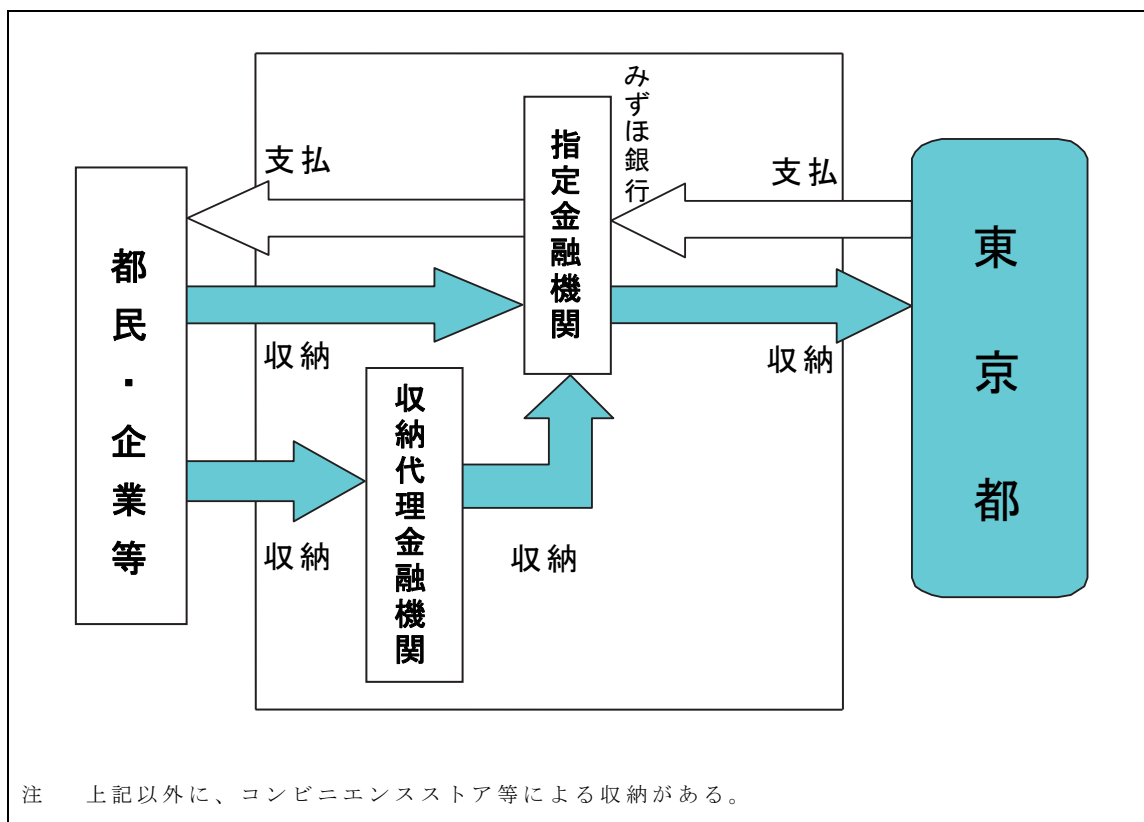 都民・企業等
支払
収納
収納
収納代理金融機関
収納
指定金融機関
みずほ銀行
支払
収納
東京都
注 上記以外に、コンビニエンスストア等による収納がある。